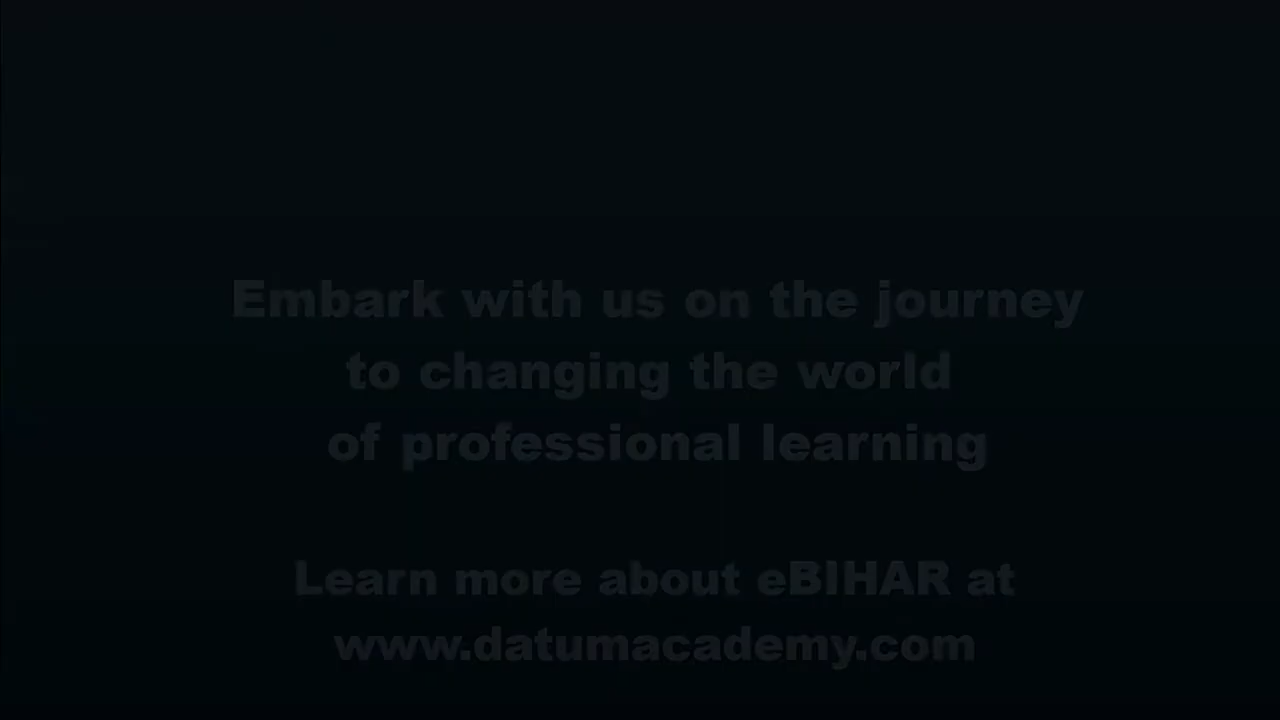 Embark with us on the journey
to changing the world
of professional learning
Learn more about eBIHAR at
www.datumacademy.com